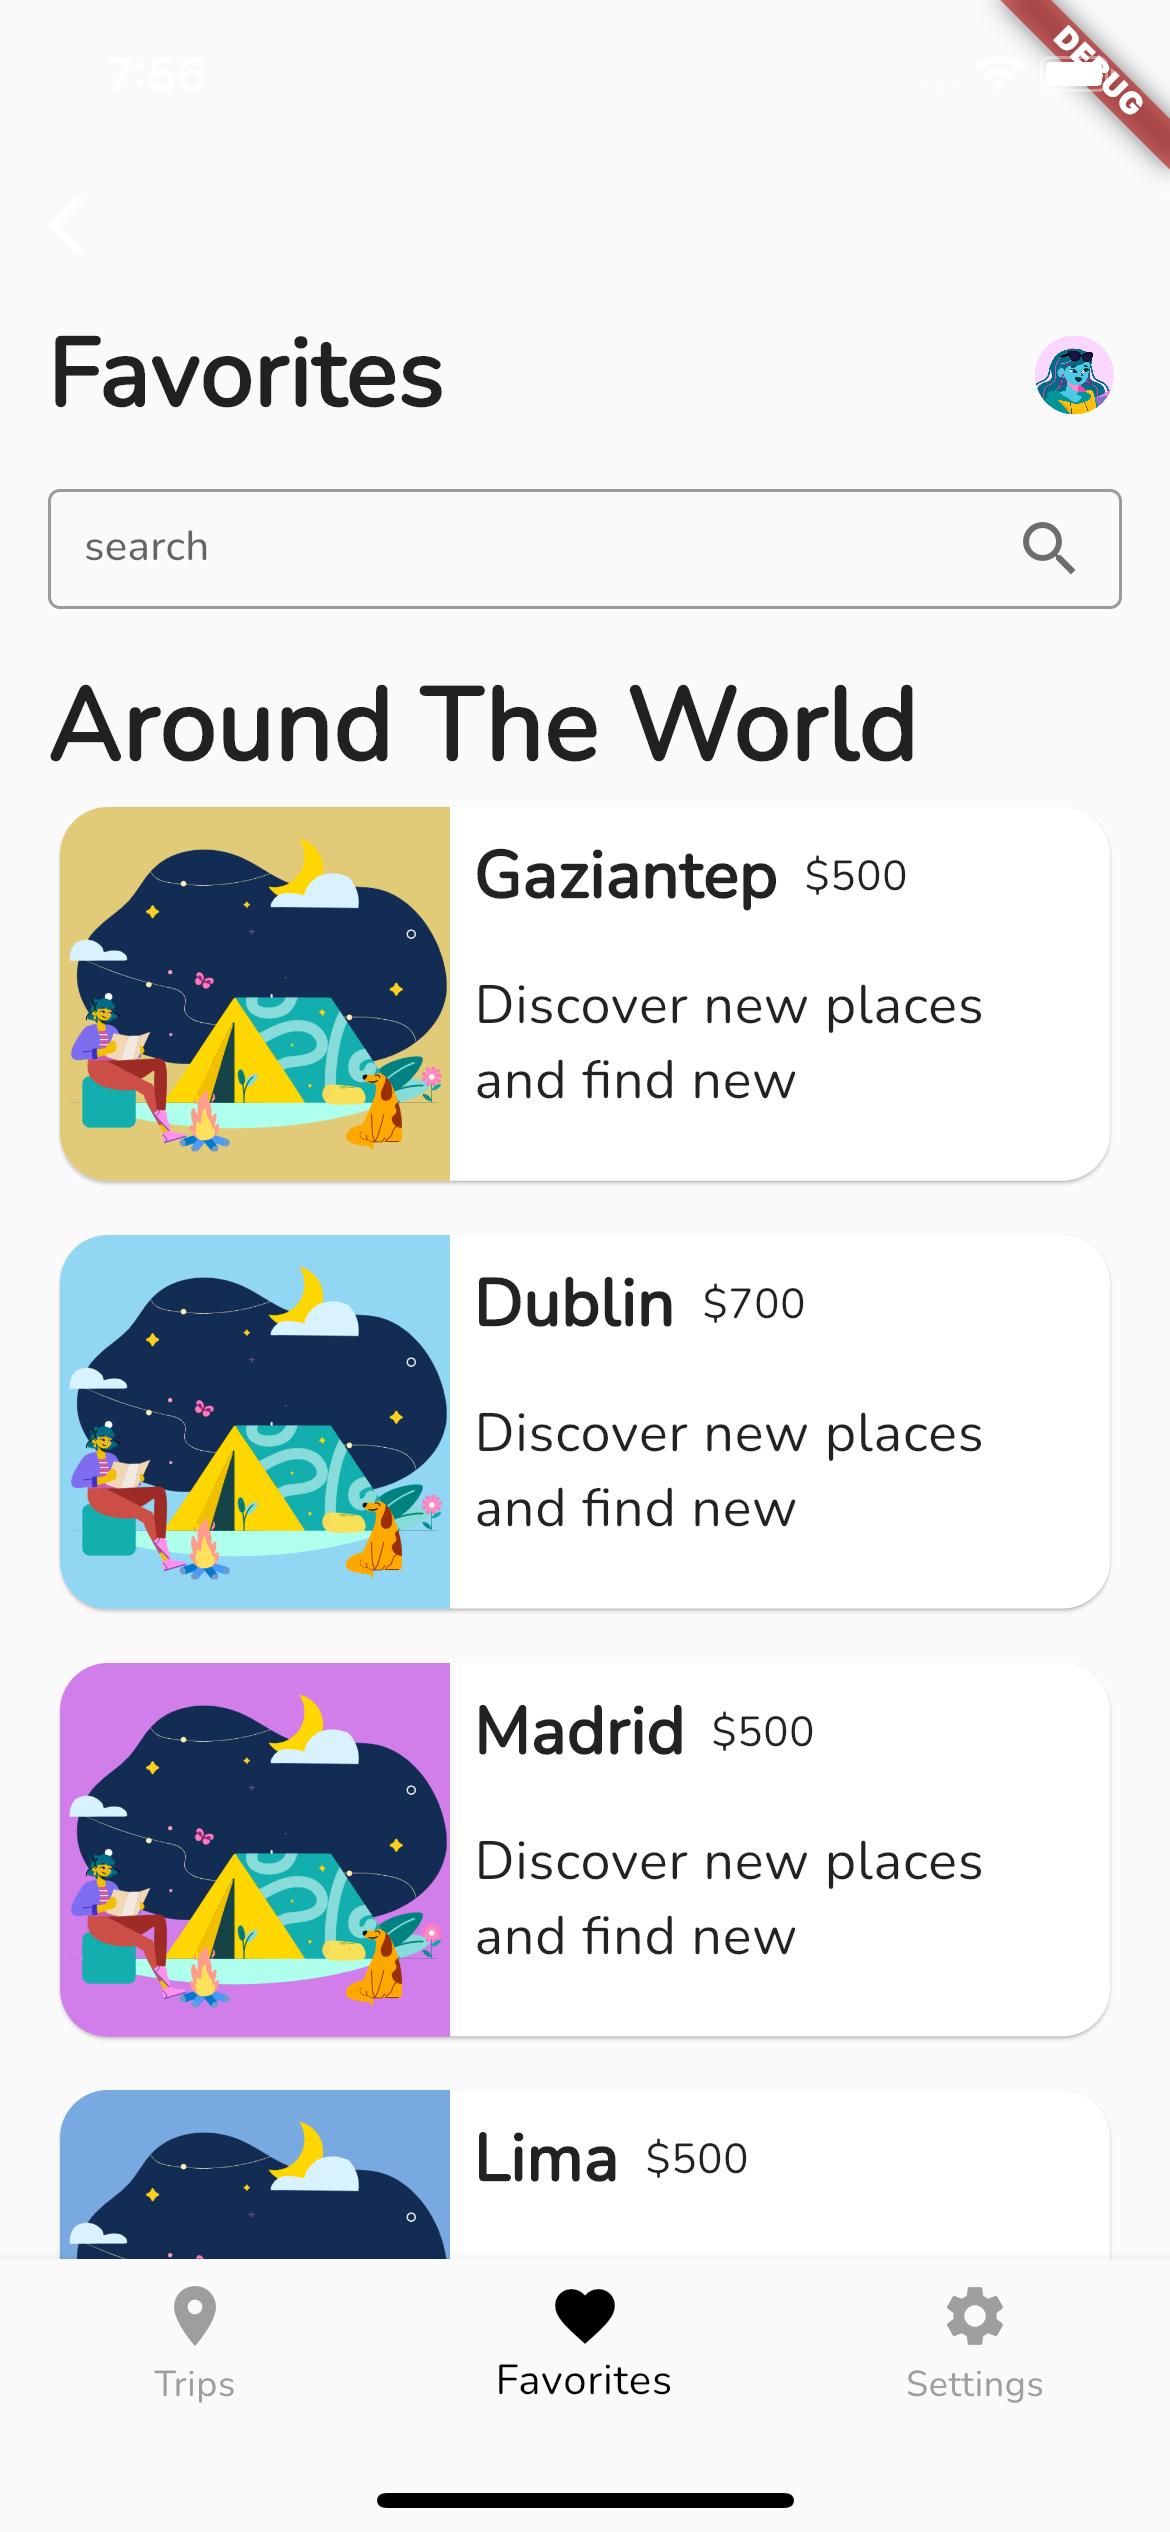 7:56
DEBUG
Favorites
search
Around The World
Gaziantep $500
Discover new places
and find new
Dublin $700
Discover new places
and find new
Madrid $500
Discover new places
and find new
Lima $500
Trips
Favorites
Settings